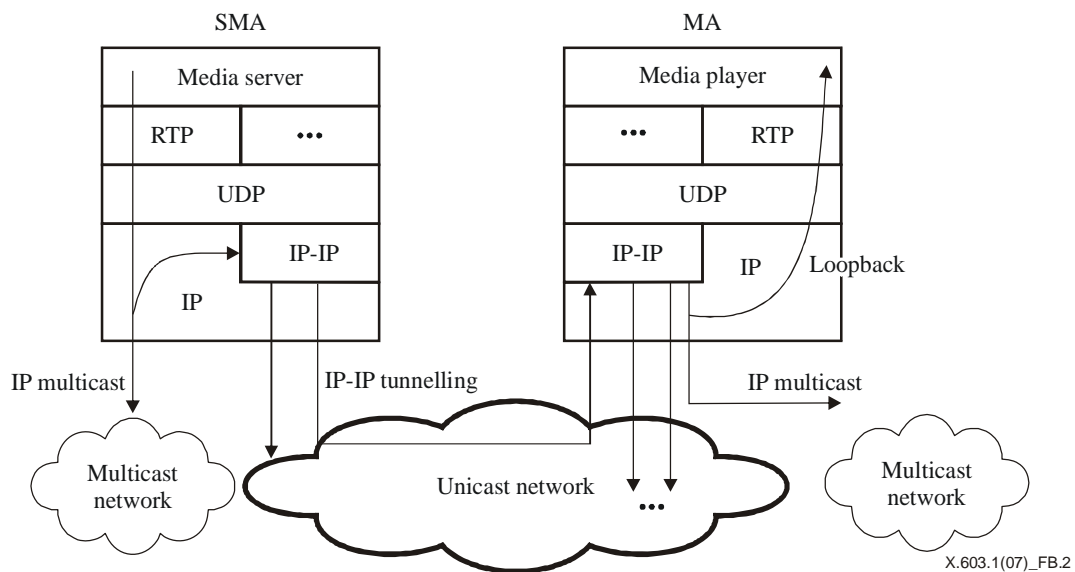 SMA
MA
Media server
Media player
RTP
•••
•••
RTP
UDP
UDP
IP-IP
IP-IP
IP
Loopback
IP
IP multicast
IP-IP tunnelling
IP multicast
Multicast
network
Unicast network
•••
Multicast
network
X.603.1(07)_FB.2